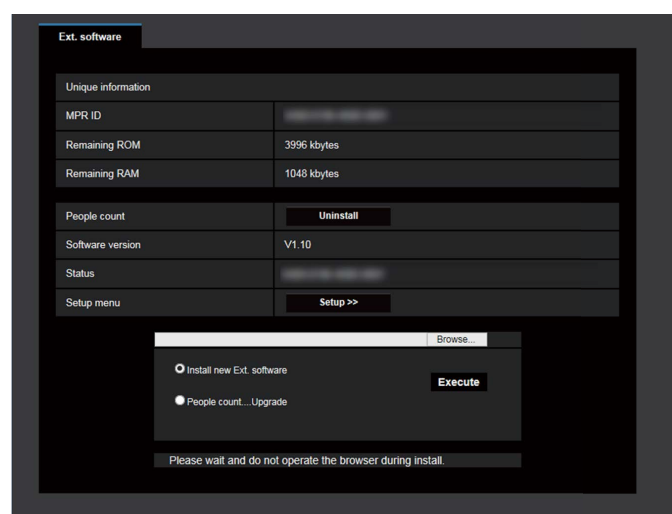 Ext. software
Unique information
MPR ID
Remaining ROM 3996 kbytes
Remaining RAM 1048 kbytes
People count Uninstall
Software version V1.10
Status
Setup menu Setup >>
Browse...
Install new Ext. software
Execute
People count....Upgrade
Please wait and do not operate the browser during install.